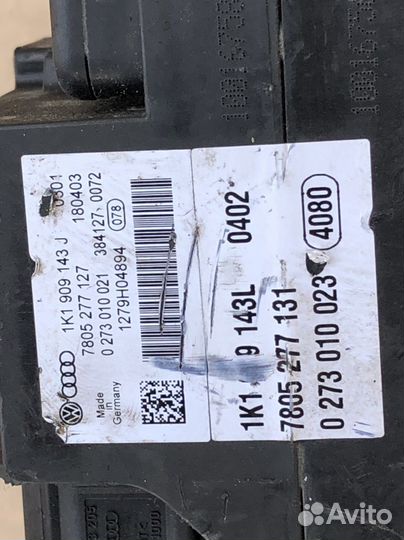 1K1 909 143 J 0301
7805 277 127 180403
0 273 010 021 384127 0072
1279H04894 078
Made in
Germany
1K1 9 143L 0402
7805 277 131
0 273 010 023 4080
Avito